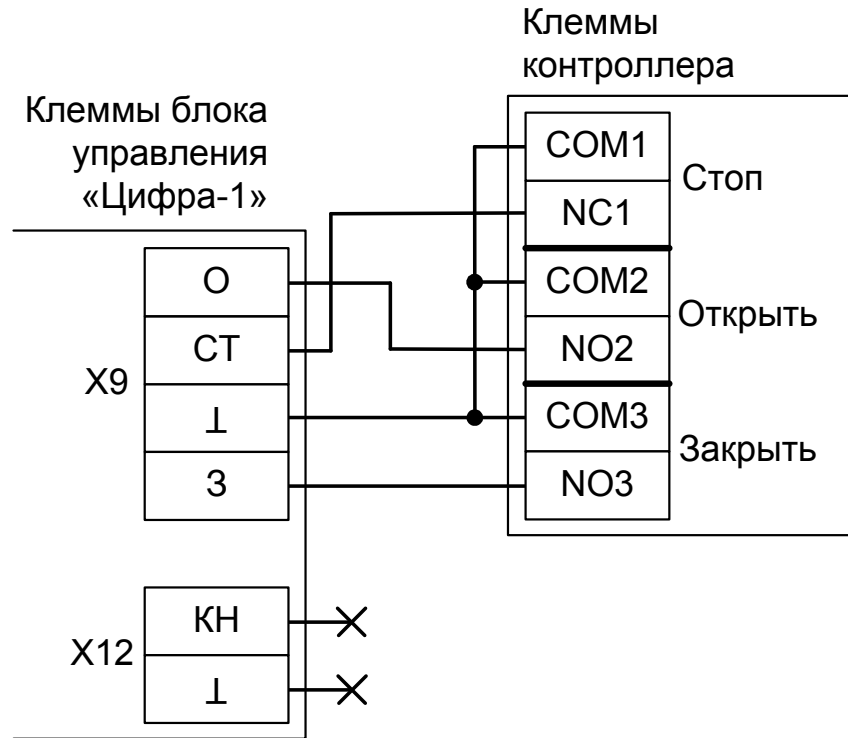 Клеммы
контроллера
Клеммы блока
управления
«Цифра-1»
COM1
NC1
Стоп
COM2
NO2
Открыть
COM3
NO3
Закрыть
X9
О
СТ
⊥
З
X12
КН
⊥